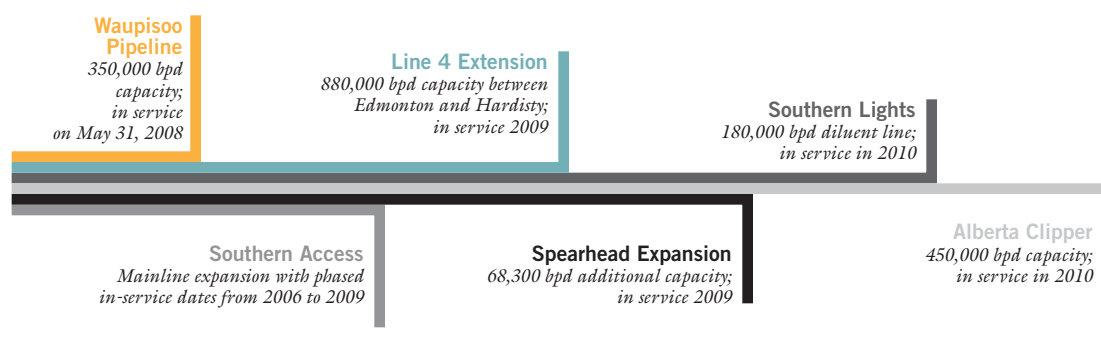 Waupisoo
Pipeline
350,000 bpd
capacity;
in service
on May 31, 2008
Line 4 Extension
880,000 bpd capacity between
Edmonton and Hardisty;
in service 2009
Southern Lights
180,000 bpd diluent line;
in service in 2010
Southern Access
Mainline expansion with phased
in-service dates from 2006 to 2009
Spearhead Expansion
68,300 bpd additional capacity;
in service 2009
Alberta Clipper
450,000 bpd capacity;
in service in 2010